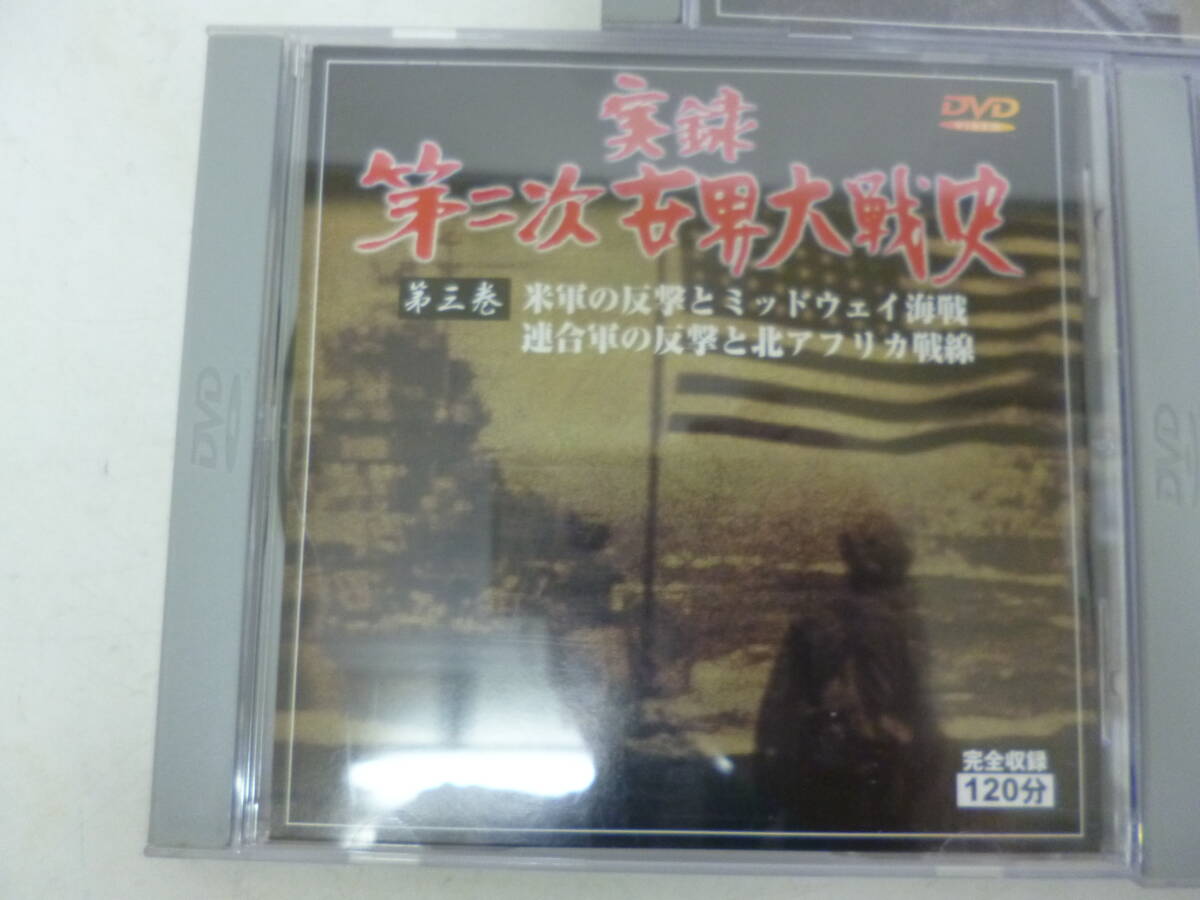 実録
第二次世界大戦史
DVD
VIDEO
第三巻
米軍の反撃とミッドウェイ海戦
連合軍の反撃と北アフリカ戦線
完全収録
120分
DVD
DVD